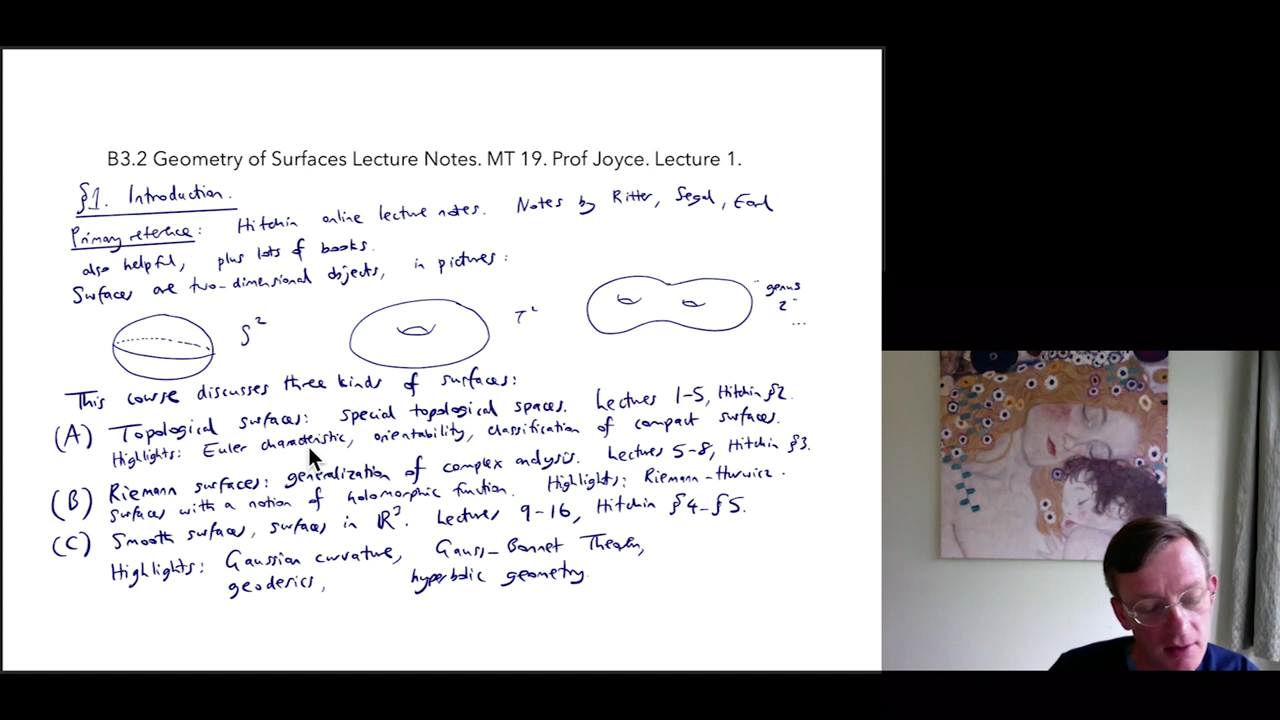 B3.2 Geometry of Surfaces Lecture Notes. MT 19. Prof Joyce. Lecture 1.
§1. Introduction.
Primary reference: Hitchin online lecture notes. Notes by Ritter, Segal, Earl
also helpful, plus lots of books.
Surfaces are two-dimensional objects, in pictures:
S²
T²
"genus
2"
...
This course discusses three kinds of surfaces:
(A) Topological surfaces: special topological spaces. Lectures 1-5, Hitchin §2.
Highlights: Euler characteristic, orientability, classification of compact surfaces.
(B) Riemann surfaces: generalization of complex analysis. Lectures 5-8, Hitchin §3.
surfaces with a notion of holomorphic function. Highlights: Riemann-Hurwicz.
(C) Smooth surfaces, surfaces in ℝ³. Lectures 9-16, Hitchin §4-§5.
Highlights: Gaussian curvature, Gauss-Bonnet Theorem,
geodesics, hyperbolic geometry.